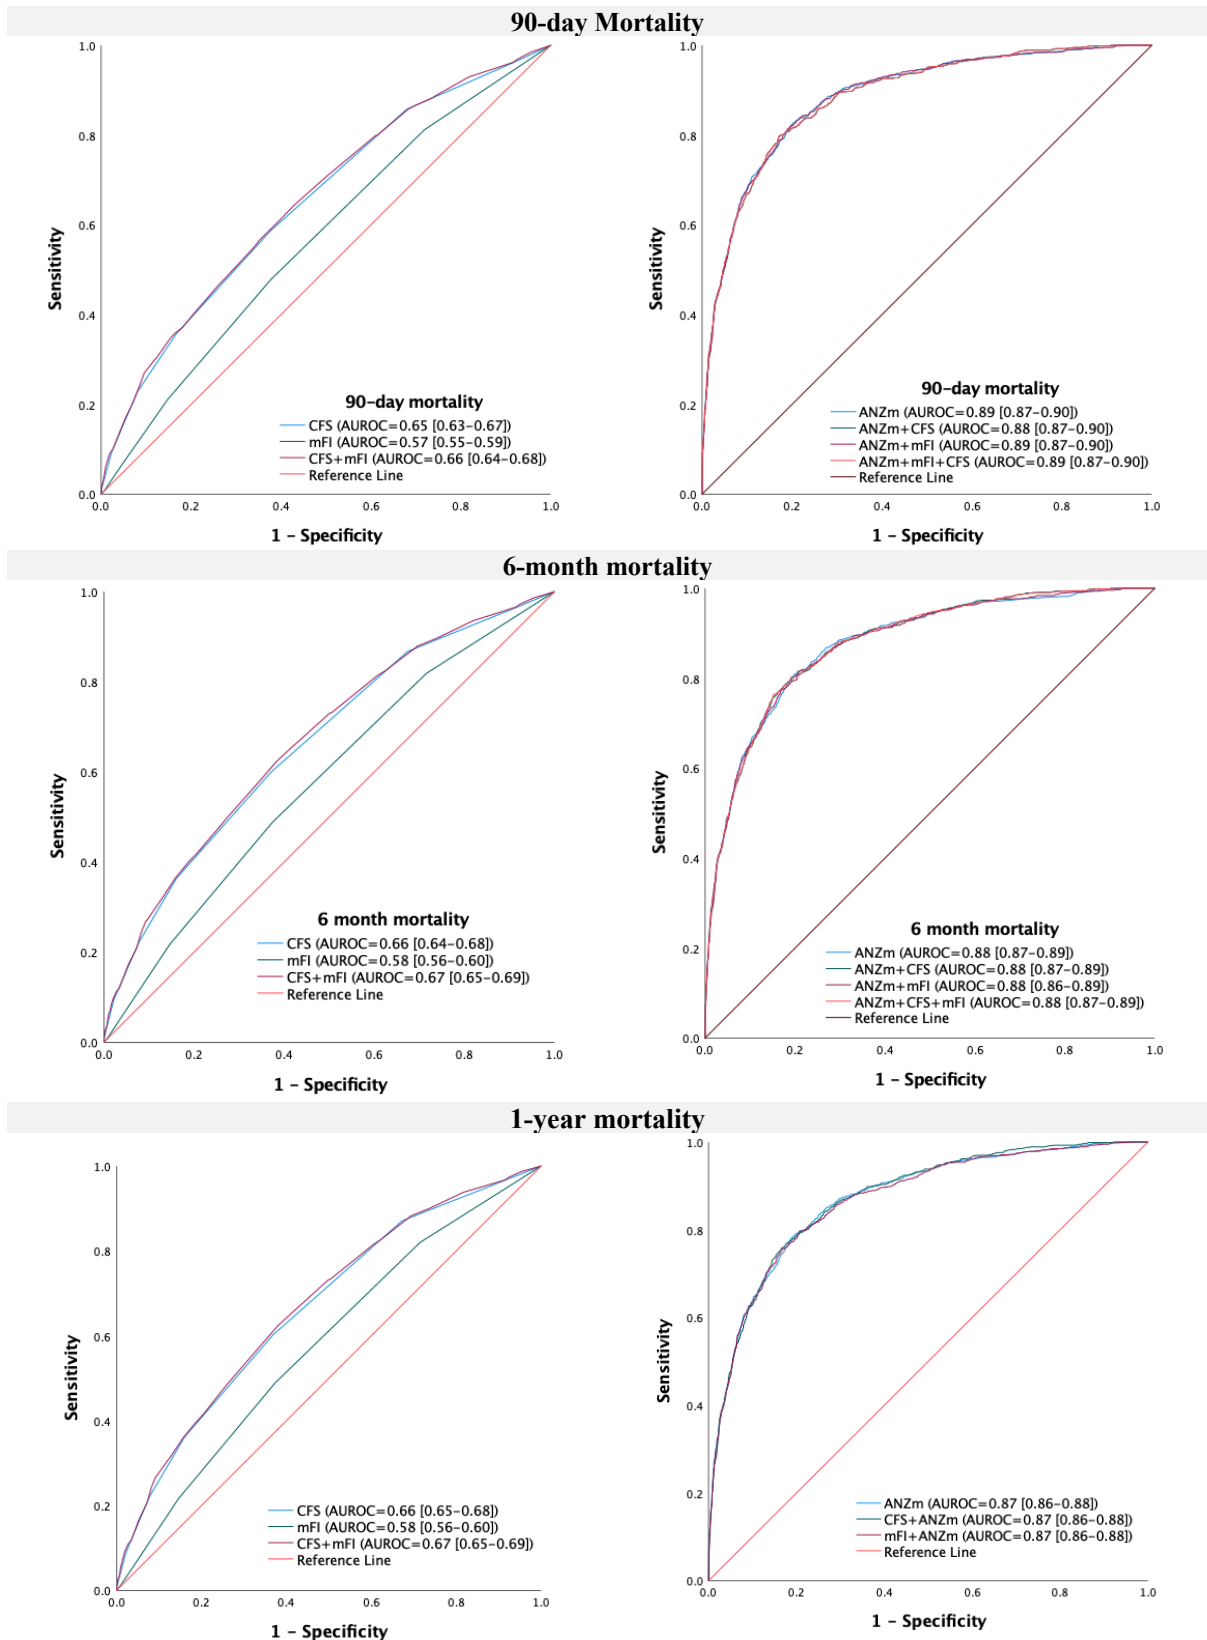 90-day Mortality
1.0
0.8
0.6
0.4
0.2
0.0
Sensitivity
90-day mortality
CFS (AUROC=0.65 [0.63-0.67])
mFI (AUROC=0.57 [0.55-0.59])
CFS+mFI (AUROC=0.66 [0.64-0.68])
Reference Line
0.0 0.2 0.4 0.6 0.8 1.0
1 - Specificity
1.0
0.8
0.6
0.4
0.2
0.0
Sensitivity
90-day mortality
ANZm (AUROC=0.89 [0.87-0.90])
ANZm+CFS (AUROC=0.88 [0.87-0.90])
ANZm+mFI (AUROC=0.89 [0.87-0.90])
ANZm+mFI+CFS (AUROC=0.89 [0.87-0.90])
Reference Line
0.0 0.2 0.4 0.6 0.8 1.0
1 - Specificity
6-month mortality
1.0
0.8
0.6
0.4
0.2
0.0
Sensitivity
6 month mortality
CFS (AUROC=0.66 [0.64-0.68])
mFI (AUROC=0.58 [0.56-0.60])
CFS+mFI (AUROC=0.67 [0.65-0.69])
Reference Line
0.0 0.2 0.4 0.6 0.8 1.0
1 - Specificity
1.0
0.8
0.6
0.4
0.2
0.0
Sensitivity
6 month mortality
ANZm (AUROC=0.88 [0.87-0.89])
ANZm+CFS (AUROC=0.88 [0.87-0.89])
ANZm+mFI (AUROC=0.88 [0.86-0.89])
ANZm+CFS+mFI (AUROC=0.88 [0.87-0.89])
Reference Line
0.0 0.2 0.4 0.6 0.8 1.0
1 - Specificity
1-year mortality
1.0
0.8
0.6
0.4
0.2
0.0
Sensitivity
CFS (AUROC=0.66 [0.65-0.68])
mFI (AUROC=0.58 [0.56-0.60])
CFS+mFI (AUROC=0.67 [0.65-0.69])
Reference Line
0.0 0.2 0.4 0.6 0.8 1.0
1 - Specificity
1.0
0.8
0.6
0.4
0.2
0.0
Sensitivity
ANZm (AUROC=0.87 [0.86-0.88])
CFS+ANZm (AUROC=0.87 [0.86-0.88])
mFI+ANZm (AUROC=0.87 [0.86-0.88])
Reference Line
0.0 0.2 0.4 0.6 0.8 1.0
1 - Specificity